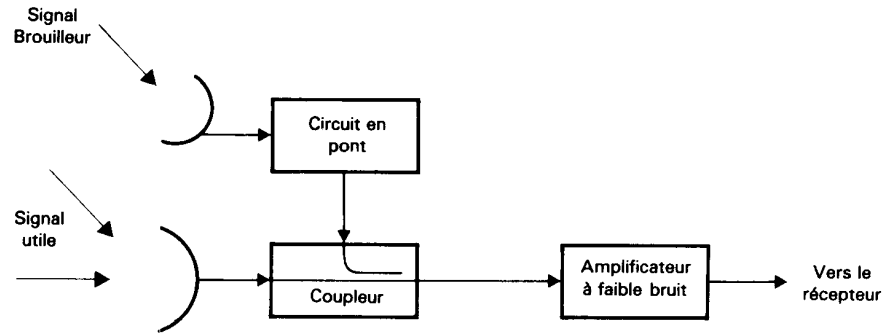 Signal
Brouilleur
Circuit en
pont
Signal
utile
Coupleur
Amplificateur
à faible bruit
Vers le
récepteur